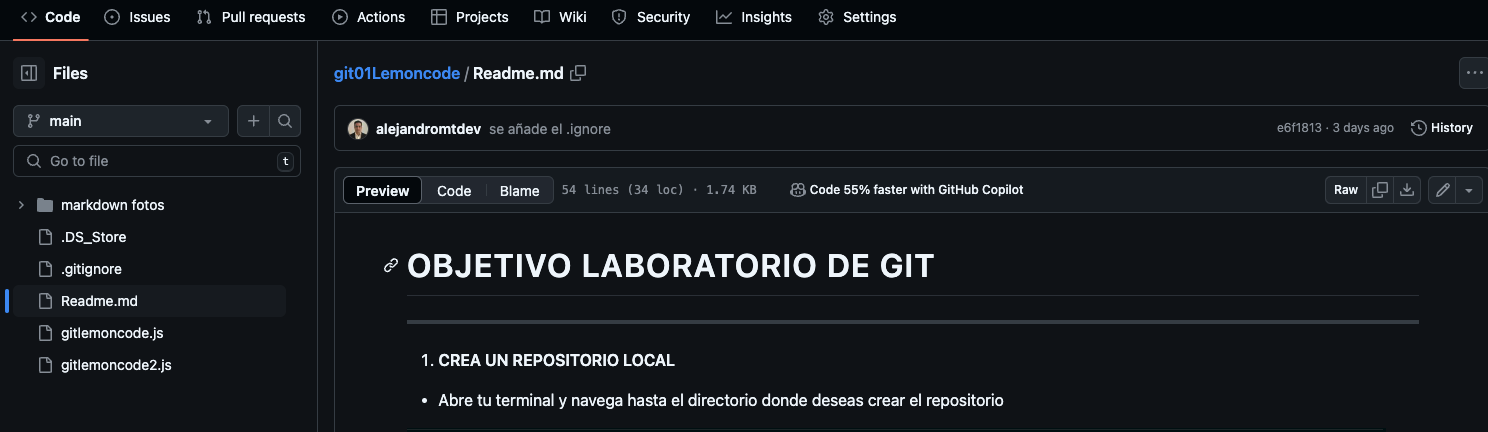 Code Issues Pull requests Actions Projects Wiki Security Insights Settings
Files
main
Go to file t
markdown fotos
.DS_Store
.gitignore
Readme.md
gitlemoncode.js
gitlemoncode2.js
git01Lemoncode / Readme.md
alejandromtdev se añade el .ignore e6f1813 · 3 days ago History
Preview Code Blame 54 lines (34 loc) · 1.74 KB Code 55% faster with GitHub Copilot Raw
OBJETIVO LABORATORIO DE GIT
1. CREA UN REPOSITORIO LOCAL
• Abre tu terminal y navega hasta el directorio donde deseas crear el repositorio